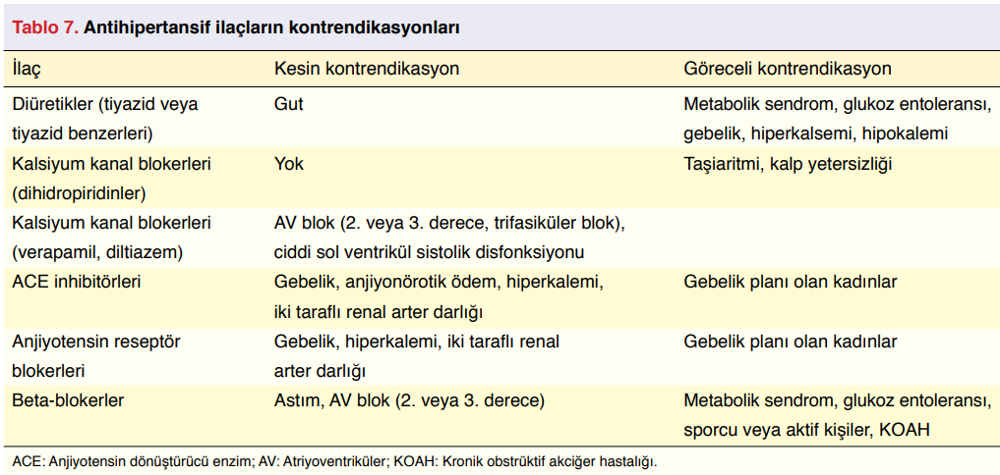 Tablo 7. Antihipertansif ilaçların kontrendikasyonları
İlaç Kesin kontrendikasyon Göreceli kontrendikasyon
Diüretikler (tiyazid veya Gut Metabolik sendrom, glukoz entoleransı,
tiyazid benzerleri) gebelik, hiperkalsemi, hipokalemi
Kalsiyum kanal blokerleri Yok Taşiaritmi, kalp yetersizliği
(dihidropiridinler)
Kalsiyum kanal blokerleri AV blok (2. veya 3. derece, trifasiküler blok),
(verapamil, diltiazem) ciddi sol ventrikül sistolik disfonksiyonu
ACE inhibitörleri Gebelik, anjiyonörotik ödem, hiperkalemi, Gebelik planı olan kadınlar
iki taraflı renal arter darlığı
Anjiyotensin reseptör Gebelik, hiperkalemi, iki taraflı renal Gebelik planı olan kadınlar
blokerleri arter darlığı
Beta-blokerler Astım, AV blok (2. veya 3. derece) Metabolik sendrom, glukoz entoleransı,
sporcu veya aktif kişiler, KOAH
ACE: Anjiyotensin dönüştürücü enzim; AV: Atriyoventriküler; KOAH: Kronik obstrüktif akciğer hastalığı.